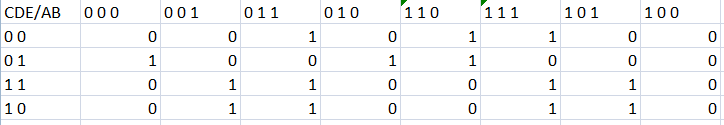 CDE/AB 0 0 0 0 0 1 0 1 1 0 1 0 1 1 0 1 1 1 1 0 1 1 0 0
0 0 0 0 1 0 1 1 0 0
0 1 1 0 0 1 1 0 0 0
1 1 0 1 1 0 0 1 1 0
1 0 0 1 1 0 0 1 1 0